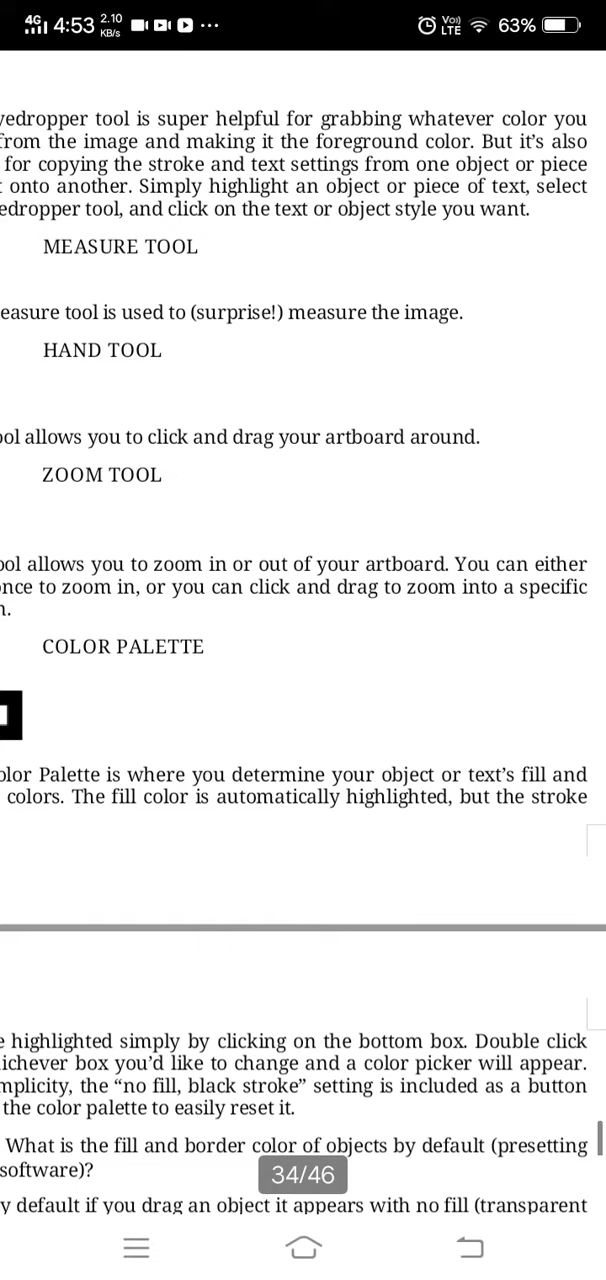 4G 4:53 2.10 KB/s ... Vo)) LTE 63%
yedropper tool is super helpful for grabbing whatever color you
from the image and making it the foreground color. But it's also
for copying the stroke and text settings from one object or piece
onto another. Simply highlight an object or piece of text, select
edropper tool, and click on the text or object style you want.
MEASURE TOOL
easure tool is used to (surprise!) measure the image.
HAND TOOL
ool allows you to click and drag your artboard around.
ZOOM TOOL
ool allows you to zoom in or out of your artboard. You can either
once to zoom in, or you can click and drag to zoom into a specific
n.
COLOR PALETTE
olor Palette is where you determine your object or text's fill and
colors. The fill color is automatically highlighted, but the stroke
e highlighted simply by clicking on the bottom box. Double click
ichever box you'd like to change and a color picker will appear.
mplicity, the “no fill, black stroke” setting is included as a button
the color palette to easily reset it.
What is the fill and border color of objects by default (presetting
software)?
34/46
y default if you drag an object it appears with no fill (transparent